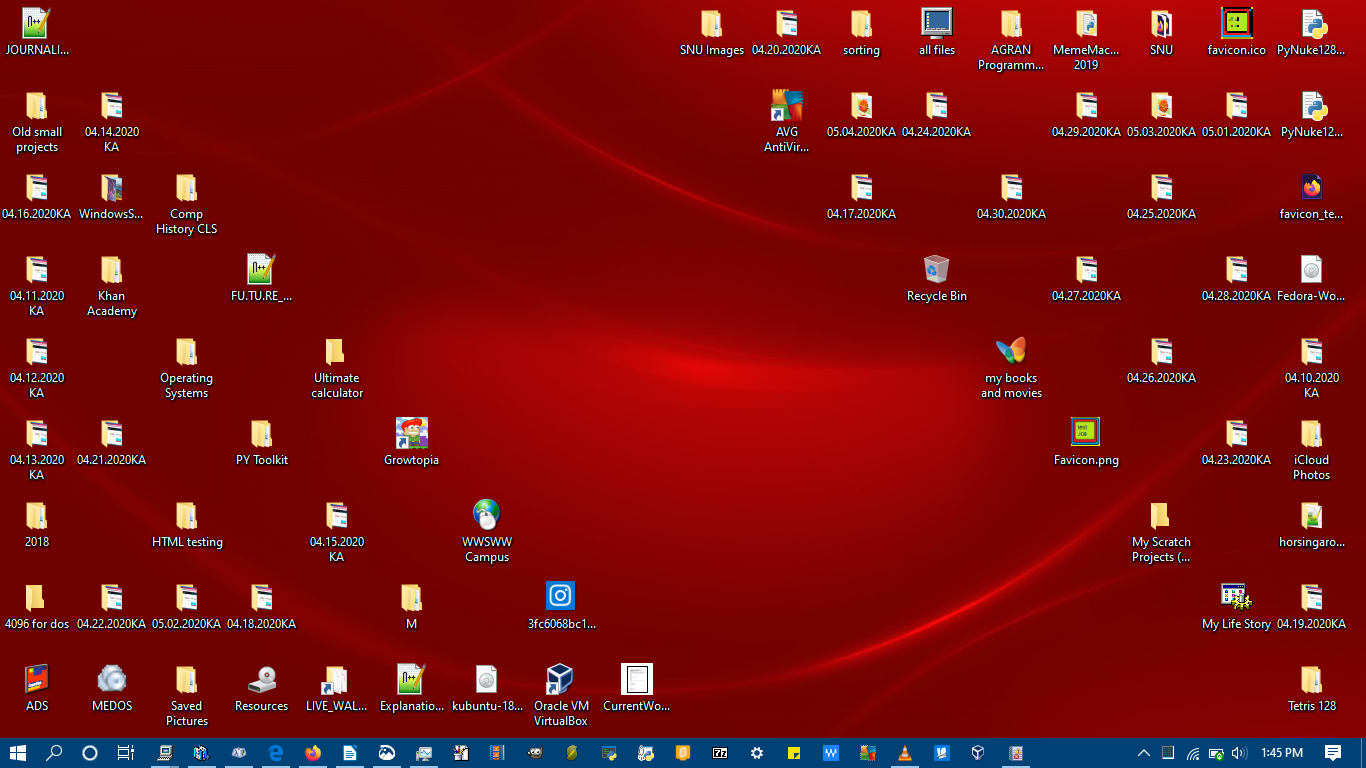 JOURNALI...
SNU Images
04.20.2020KA
sorting
all files
AGRAN
Programm...
MemeMac...
2019
SNU
favicon.ico
PyNuke128...
Old small
projects
04.14.2020
KA
AVG
AntiVir...
05.04.2020KA
04.24.2020KA
04.29.2020KA
05.03.2020KA
05.01.2020KA
PyNuke12...
04.16.2020KA
WindowsS...
Comp
History CLS
04.17.2020KA
04.30.2020KA
04.25.2020KA
favicon_te...
04.11.2020
KA
Khan
Academy
FU.TU.RE_...
Recycle Bin
04.27.2020KA
04.28.2020KA
Fedora-Wo...
04.12.2020
KA
Operating
Systems
Ultimate
calculator
my books
and movies
04.26.2020KA
04.10.2020
KA
04.13.2020
KA
04.21.2020KA
PY Toolkit
Growtopia
Favicon.png
04.23.2020KA
iCloud
Photos
2018
HTML testing
04.15.2020
KA
WWSWW
Campus
My Scratch
Projects (...
horsingaro...
4096 for dos
04.22.2020KA
05.02.2020KA
04.18.2020KA
M
3fc6068bc1...
My Life Story
04.19.2020KA
ADS
MEDOS
Saved
Pictures
Resources
LIVE_WAL...
Explanatio...
kubuntu-18...
Oracle VM
VirtualBox
CurrentWo...
Tetris 128
1:45 PM